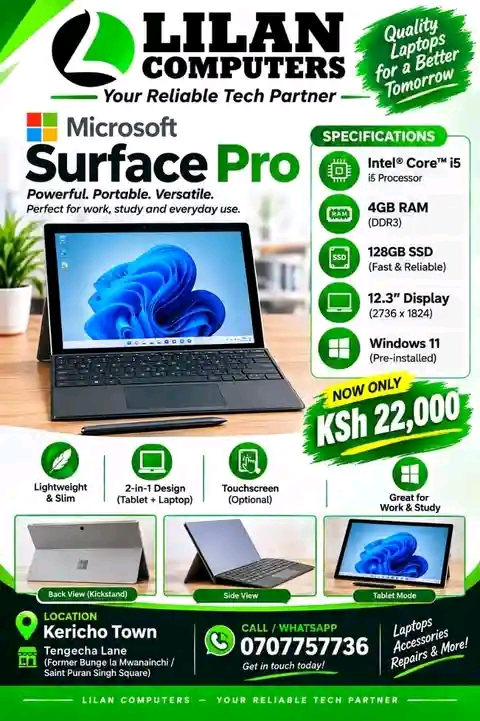 LILAN
COMPUTERS
Your Reliable Tech Partner
Quality
Laptops
for a Better
Tomorrow
Microsoft
Surface Pro
Powerful. Portable. Versatile.
Perfect for work, study and everyday use.
SPECIFICATIONS
Intel® Core™ i5
i5 Processor
RAM
4GB RAM
(DDR3)
SSD
128GB SSD
(Fast & Reliable)
12.3" Display
(2736 x 1824)
Windows 11
(Pre-installed)
NOW ONLY
KSh 22,000
Lightweight
& Slim
2-in-1 Design
(Tablet + Laptop)
Touchscreen
(Optional)
Great for
Work & Study
Back View (Kickstand)
Side View
Tablet Mode
LOCATION
Kericho Town
Tengecha Lane
(Former Bunge la Mwanainchi /
Saint Puran Singh Square)
CALL / WHATSAPP
0707757736
Get in touch today!
Laptops
Accessories
Repairs & More!
LILAN COMPUTERS – YOUR RELIABLE TECH PARTNER